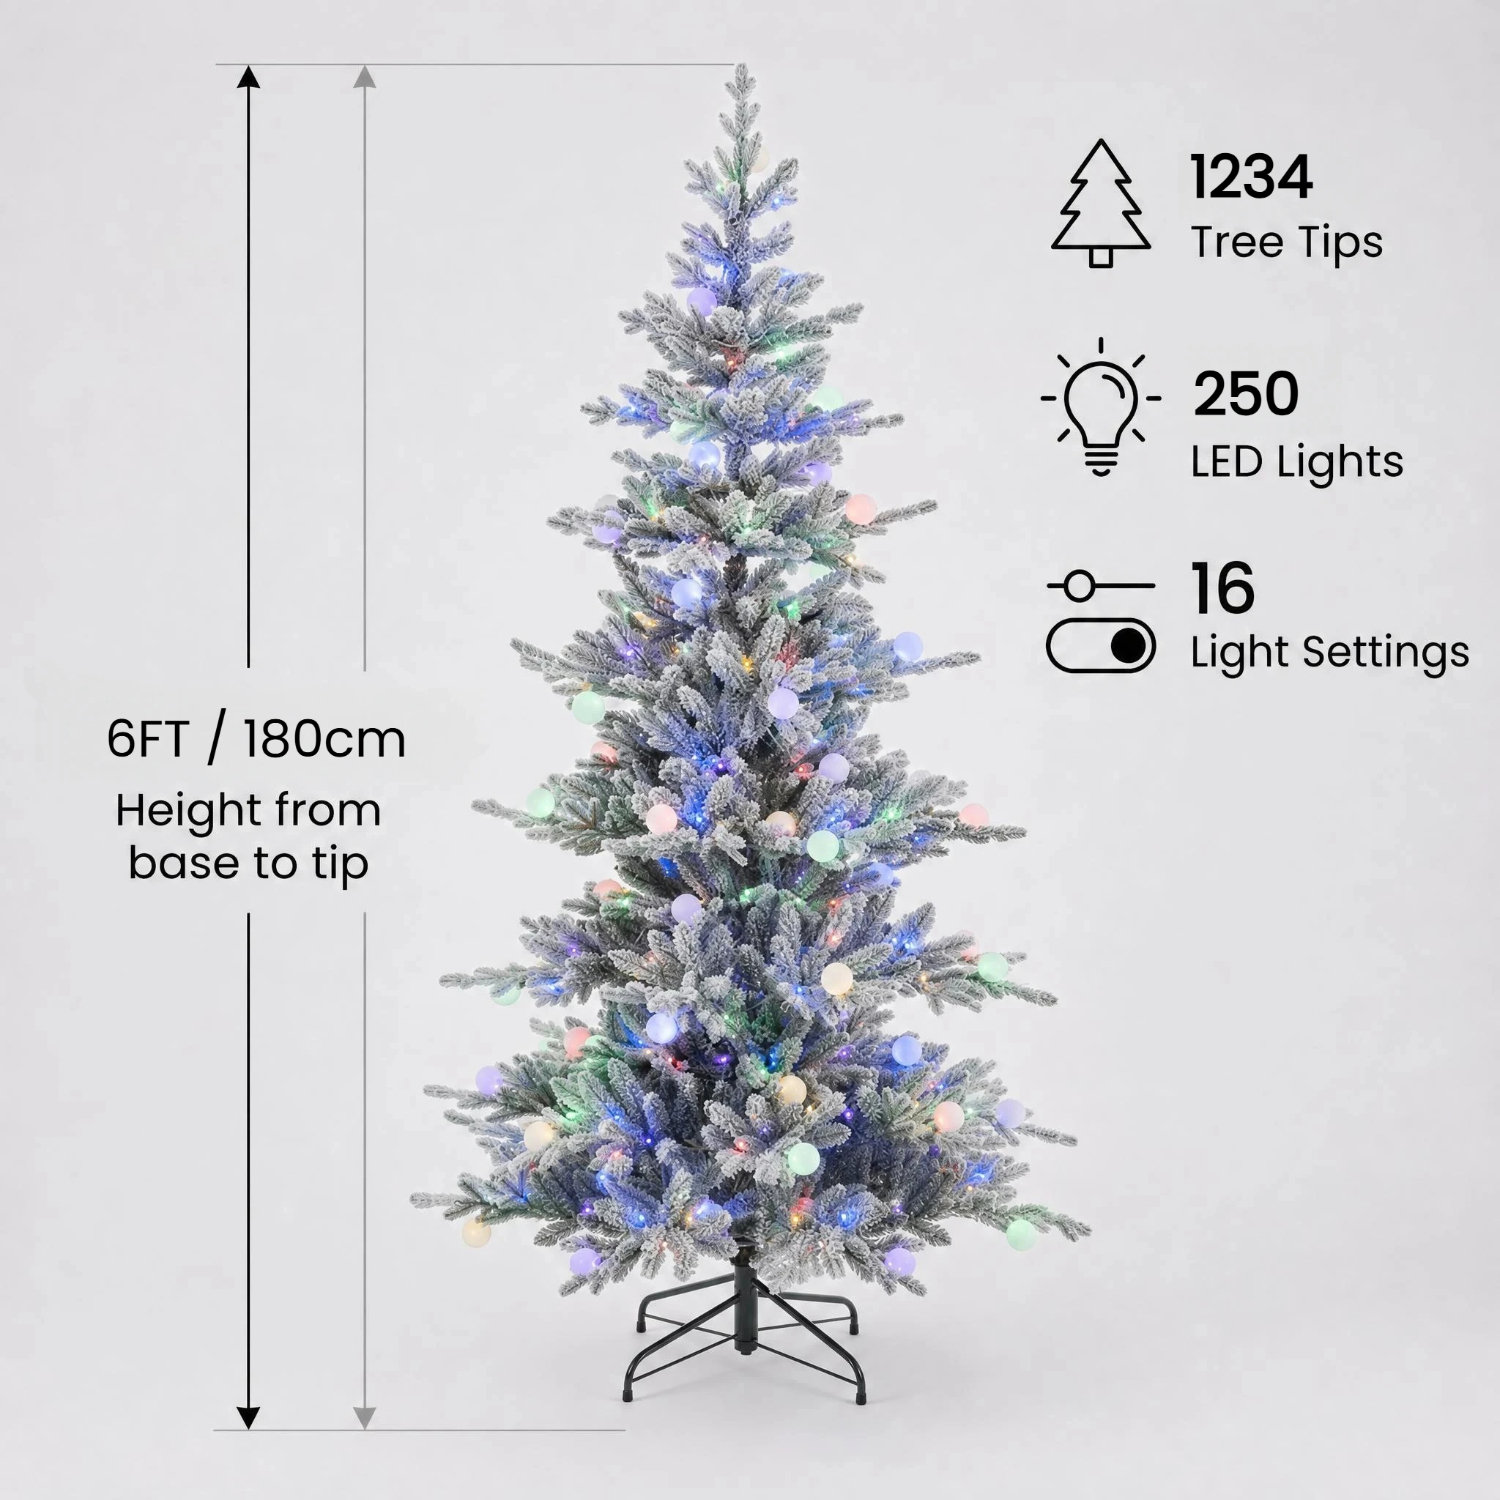 1234
Tree Tips
250
LED Lights
16
Light Settings
6FT / 180cm
Height from
base to tip